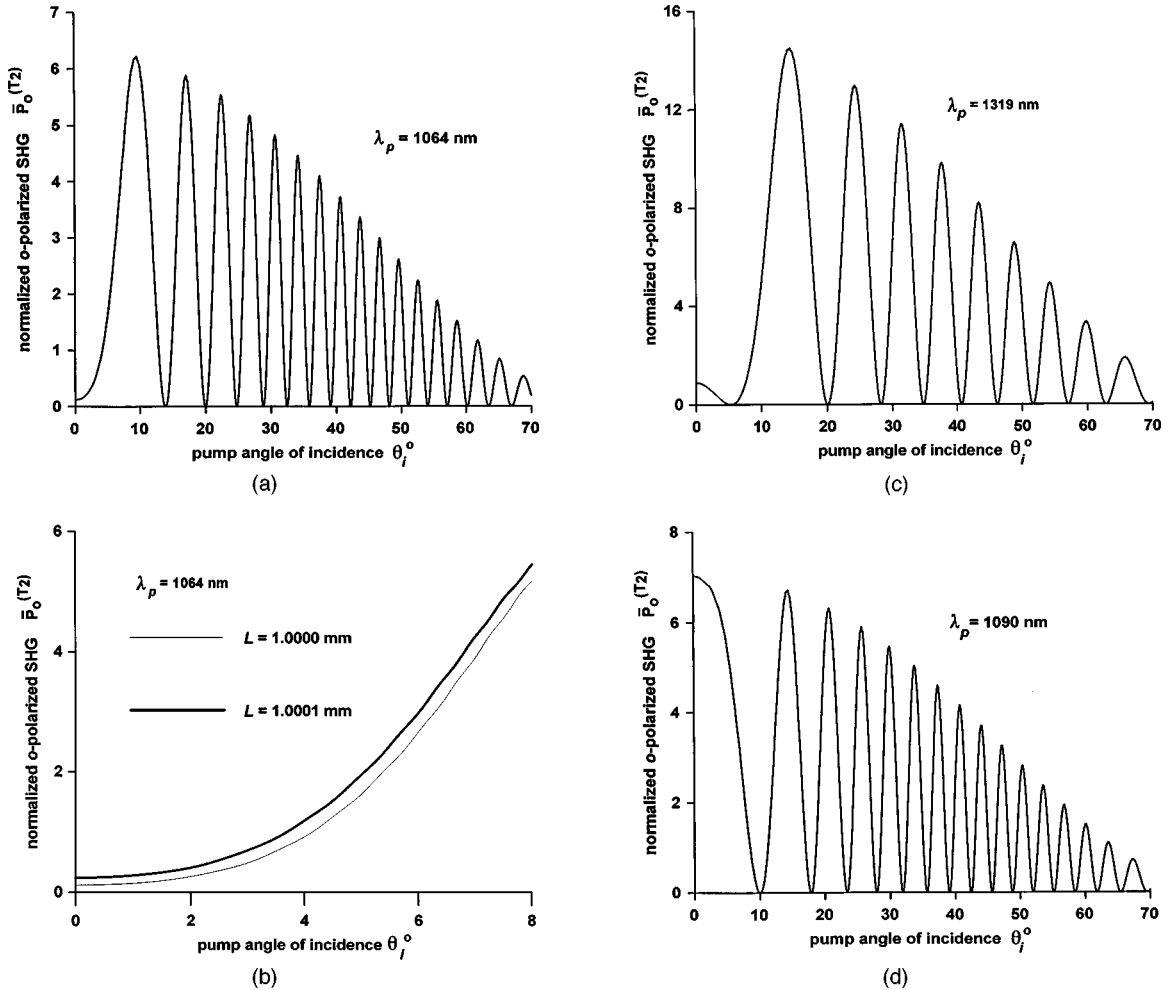 7
6
5
4
3
2
1
0
normalized o-polarized SHG P̄o(T2)
λp = 1064 nm
0 10 20 30 40 50 60 70
pump angle of incidence θi°
(a)
6
4
2
0
normalized o-polarized SHG P̄o(T2)
λp = 1064 nm
L = 1.0000 mm
L = 1.0001 mm
0 2 4 6 8
pump angle of incidence θi°
(b)
16
12
8
4
0
normalized o-polarized SHG P̄o(T2)
λp = 1319 nm
0 10 20 30 40 50 60 70
pump angle of incidence θi°
(c)
8
6
4
2
0
normalized o-polarized SHG P̄o(T2)
λp = 1090 nm
0 10 20 30 40 50 60 70
pump angle of incidence θi°
(d)